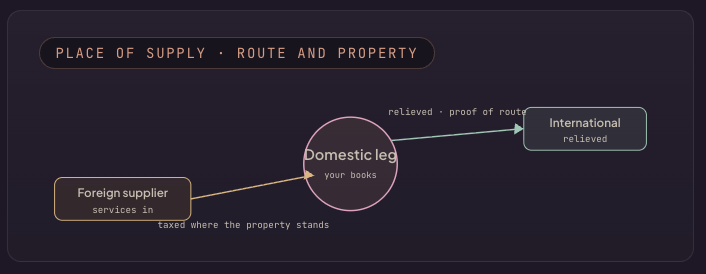 PLACE OF SUPPLY · ROUTE AND PROPERTY
relieved · proof of route
International
relieved
Domestic leg
your books
Foreign supplier
services in
taxed where the property stands